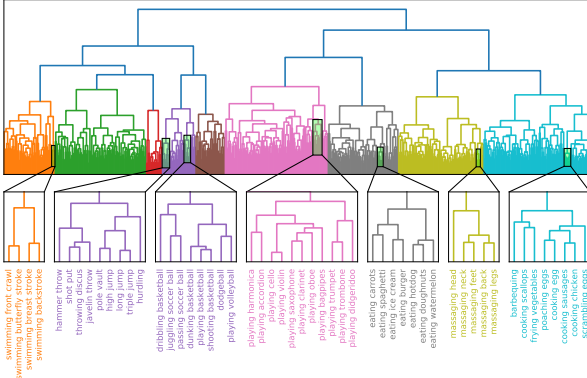 swimming front crawl
swimming butterfly stroke
swimming breast stroke
swimming backstroke
hammer throw
shot put
throwing discus
javelin throw
pole vault
high jump
long jump
triple jump
hurdling
dribbling basketball
juggling soccer ball
passing soccer ball
dunking basketball
playing basketball
shooting basketball
dodgeball
playing volleyball
playing harmonica
playing accordion
playing cello
playing violin
playing saxophone
playing clarinet
playing oboe
playing bagpipes
playing trumpet
playing trombone
playing didgeridoo
eating carrots
eating spaghetti
eating ice cream
eating burger
eating hotdog
eating doughnuts
eating watermelon
massaging head
massaging neck
massaging feet
massaging back
massaging legs
barbequing
cooking scallops
frying vegetables
poaching eggs
cooking egg
cooking sausages
cooking chicken
scrambling eggs